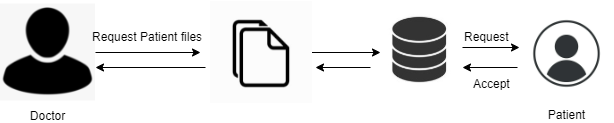 Request Patient files
Request
Accept
Doctor
Patient